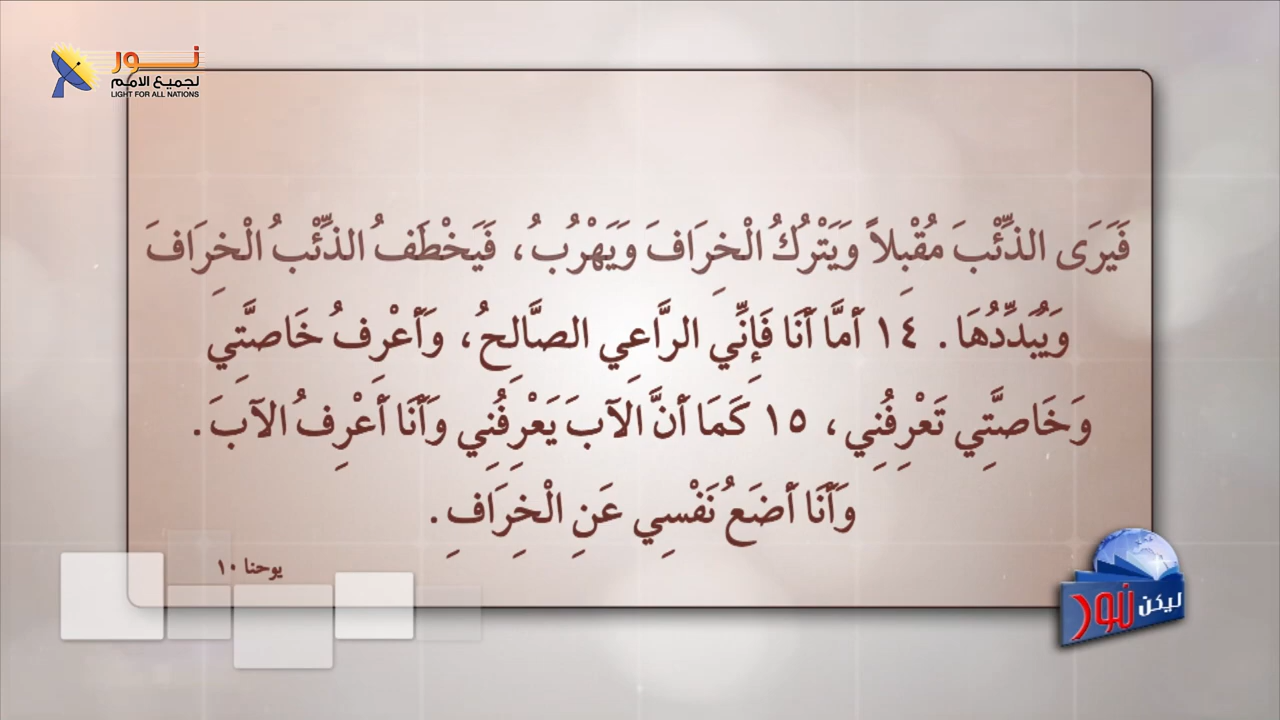 نور
لجميع الامم
LIGHT FOR ALL NATIONS
فَيَرَى الذِّئْبَ مُقْبِلاً وَيَتْرُكُ الْخِرَافَ وَيَهْرُبُ، فَيَخْطَفُ الذِّئْبُ الْخِرَافَ
وَيُبَدِّدُهَا. ١٤ أَمَّا أَنَا فَإِنِّي الرَّاعِي الصَّالِحُ، وَأَعْرِفُ خَاصَّتِي
وَخَاصَّتِي تَعْرِفُنِي، ١٥ كَمَا أَنَّ الآبَ يَعْرِفُنِي وَأَنَا أَعْرِفُ الآبَ.
وَأَنَا أَضَعُ نَفْسِي عَنِ الْخِرَافِ.
يوحنا ١٠
ليكن نور